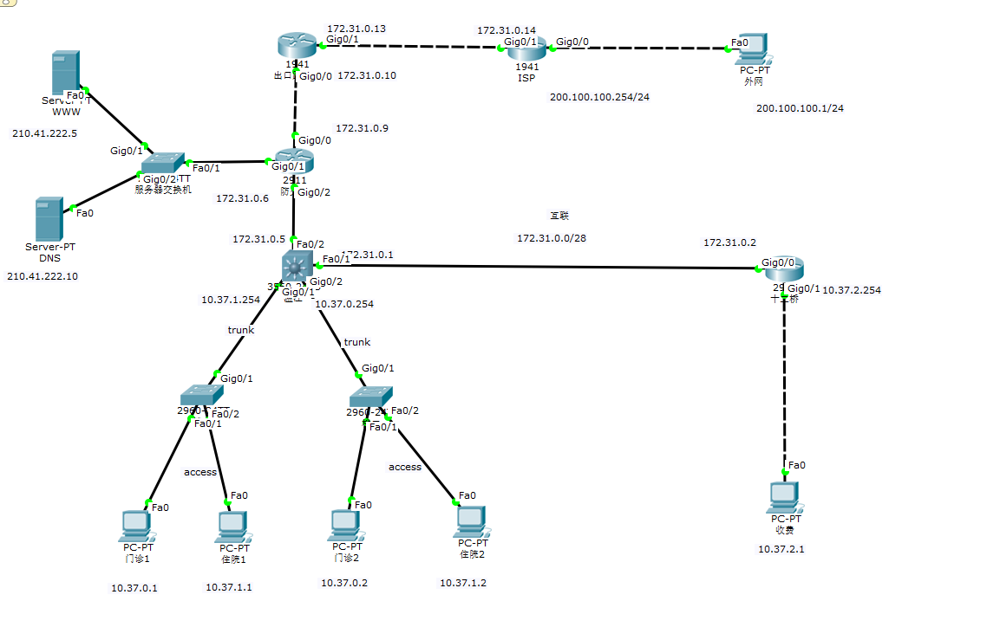 172.31.0.13
172.31.0.14
Gig0/1
Gig0/1
Gig0/0
Fa0
1941
1941
ISP
PC-PT
外网
出口
Gig0/0
172.31.0.10
200.100.100.254/24
200.100.100.1/24
Fa0
WWW
210.41.222.5
172.31.0.9
Gig0/0
Gig0/1
Fa0/1
Gig0/1
Gig0/2
服务器交换机
2911
Gig0/2
172.31.0.6
Fa0
Server-PT
DNS
210.41.222.10
互联
172.31.0.0/28
172.31.0.5
Fa0/2
172.31.0.2
Fa0/1
172.31.0.1
Gig0/0
Gig0/2
Gig0/1
Gig0/1
10.37.2.254
10.37.1.254
10.37.0.254
trunk
trunk
Gig0/1
Gig0/1
Fa0/2
Fa0/1
Fa0/2
Fa0/1
access
access
Fa0
Fa0
Fa0
Fa0
Fa0
Fa0
PC-PT
门诊1
PC-PT
住院1
PC-PT
门诊2
PC-PT
住院2
PC-PT
收费
10.37.2.1
10.37.0.1
10.37.1.1
10.37.0.2
10.37.1.2